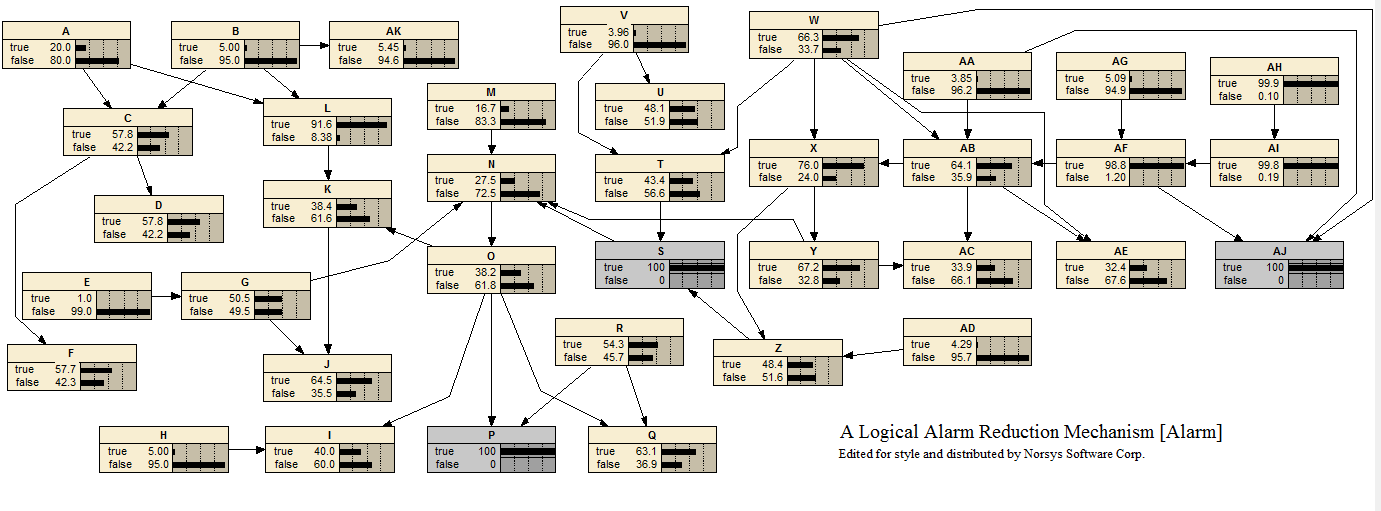 A
true 20.0
false 80.0
B
true 5.00
false 95.0
AK
true 5.45
false 94.6
V
true 3.96
false 96.0
W
true 66.3
false 33.7
AA
true 3.85
false 96.2
AG
true 5.09
false 94.9
AH
true 99.9
false 0.10
C
true 57.8
false 42.2
L
true 91.6
false 8.38
M
true 16.7
false 83.3
U
true 48.1
false 51.9
N
true 27.5
false 72.5
T
true 43.4
false 56.6
X
true 76.0
false 24.0
AB
true 64.1
false 35.9
AF
true 98.8
false 1.20
AI
true 99.8
false 0.19
D
true 57.8
false 42.2
K
true 38.4
false 61.6
O
true 38.2
false 61.8
S
true 100
false 0
Y
true 67.2
false 32.8
AC
true 33.9
false 66.1
AE
true 32.4
false 67.6
AJ
true 100
false 0
E
true 1.0
false 99.0
G
true 50.5
false 49.5
F
true 57.7
false 42.3
J
true 64.5
false 35.5
R
true 54.3
false 45.7
Z
true 48.4
false 51.6
AD
true 4.29
false 95.7
H
true 5.00
false 95.0
I
true 40.0
false 60.0
P
true 100
false 0
Q
true 63.1
false 36.9
A Logical Alarm Reduction Mechanism [Alarm]
Edited for style and distributed by Norsys Software Corp.